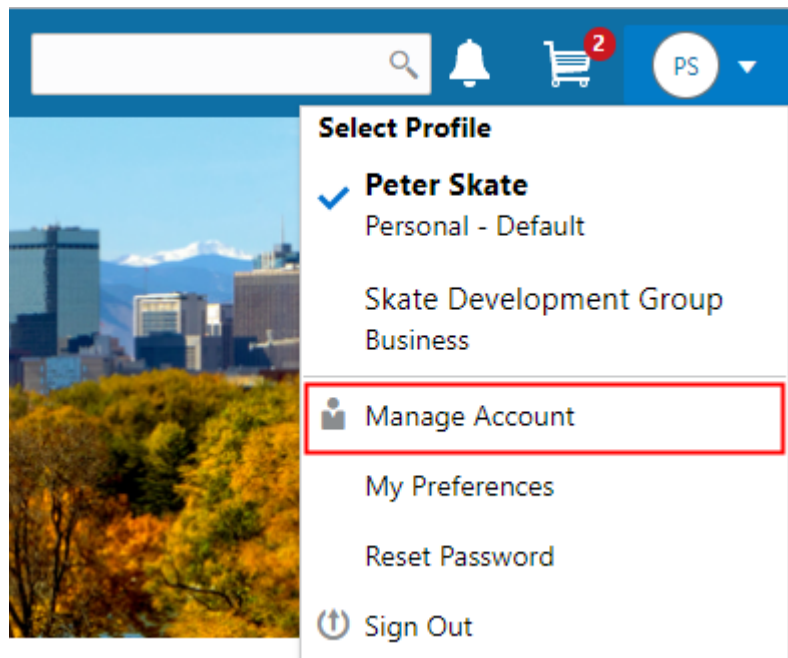 2
PS
Select Profile
Peter Skate
Personal - Default
Skate Development Group
Business
Manage Account
My Preferences
Reset Password
Sign Out